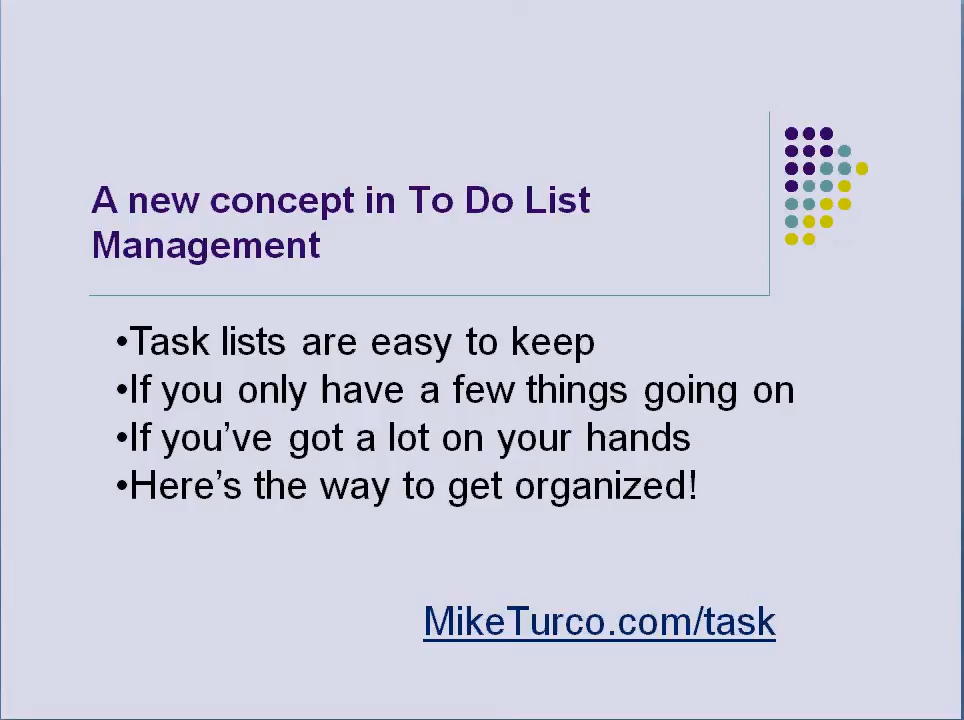 A new concept in To Do List
Management
•Task lists are easy to keep
•If you only have a few things going on
•If you’ve got a lot on your hands
•Here’s the way to get organized!
MikeTurco.com/task